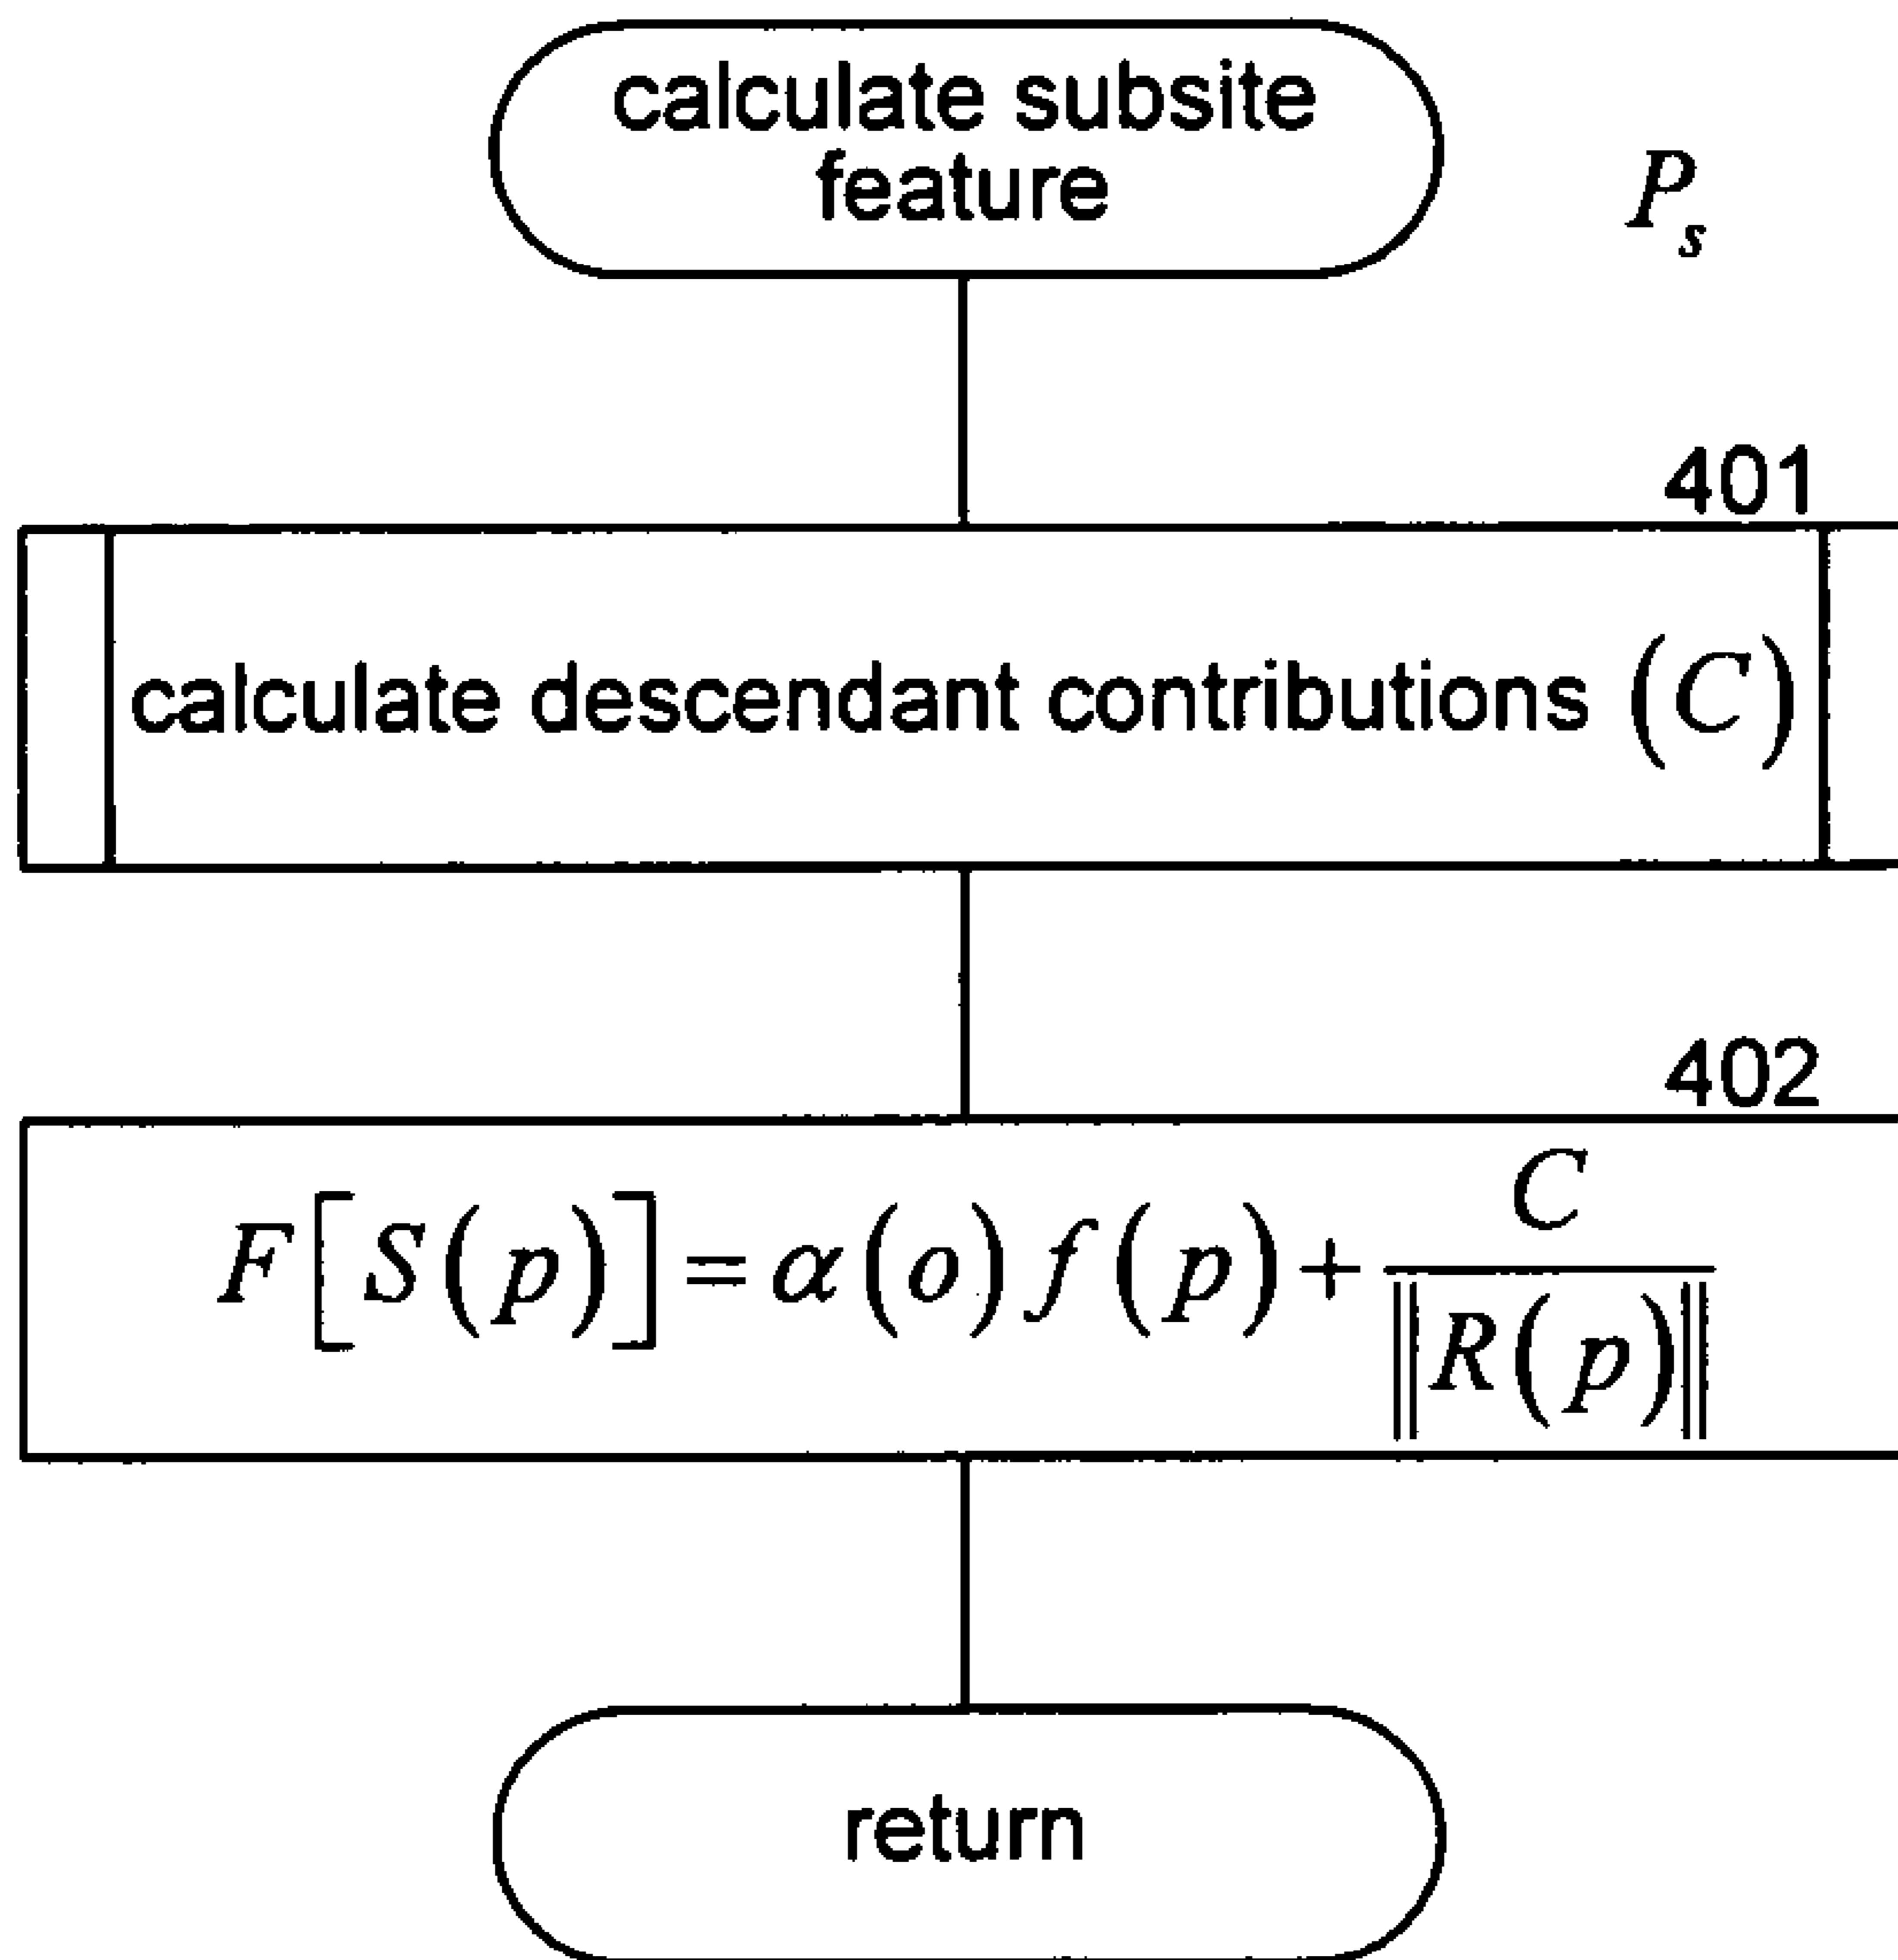 calculate subsite
feature
P_s
401
calculate descendant contributions (C)
402
F[S(p)]=α(o)f(p)+C/‖R(p)‖
return